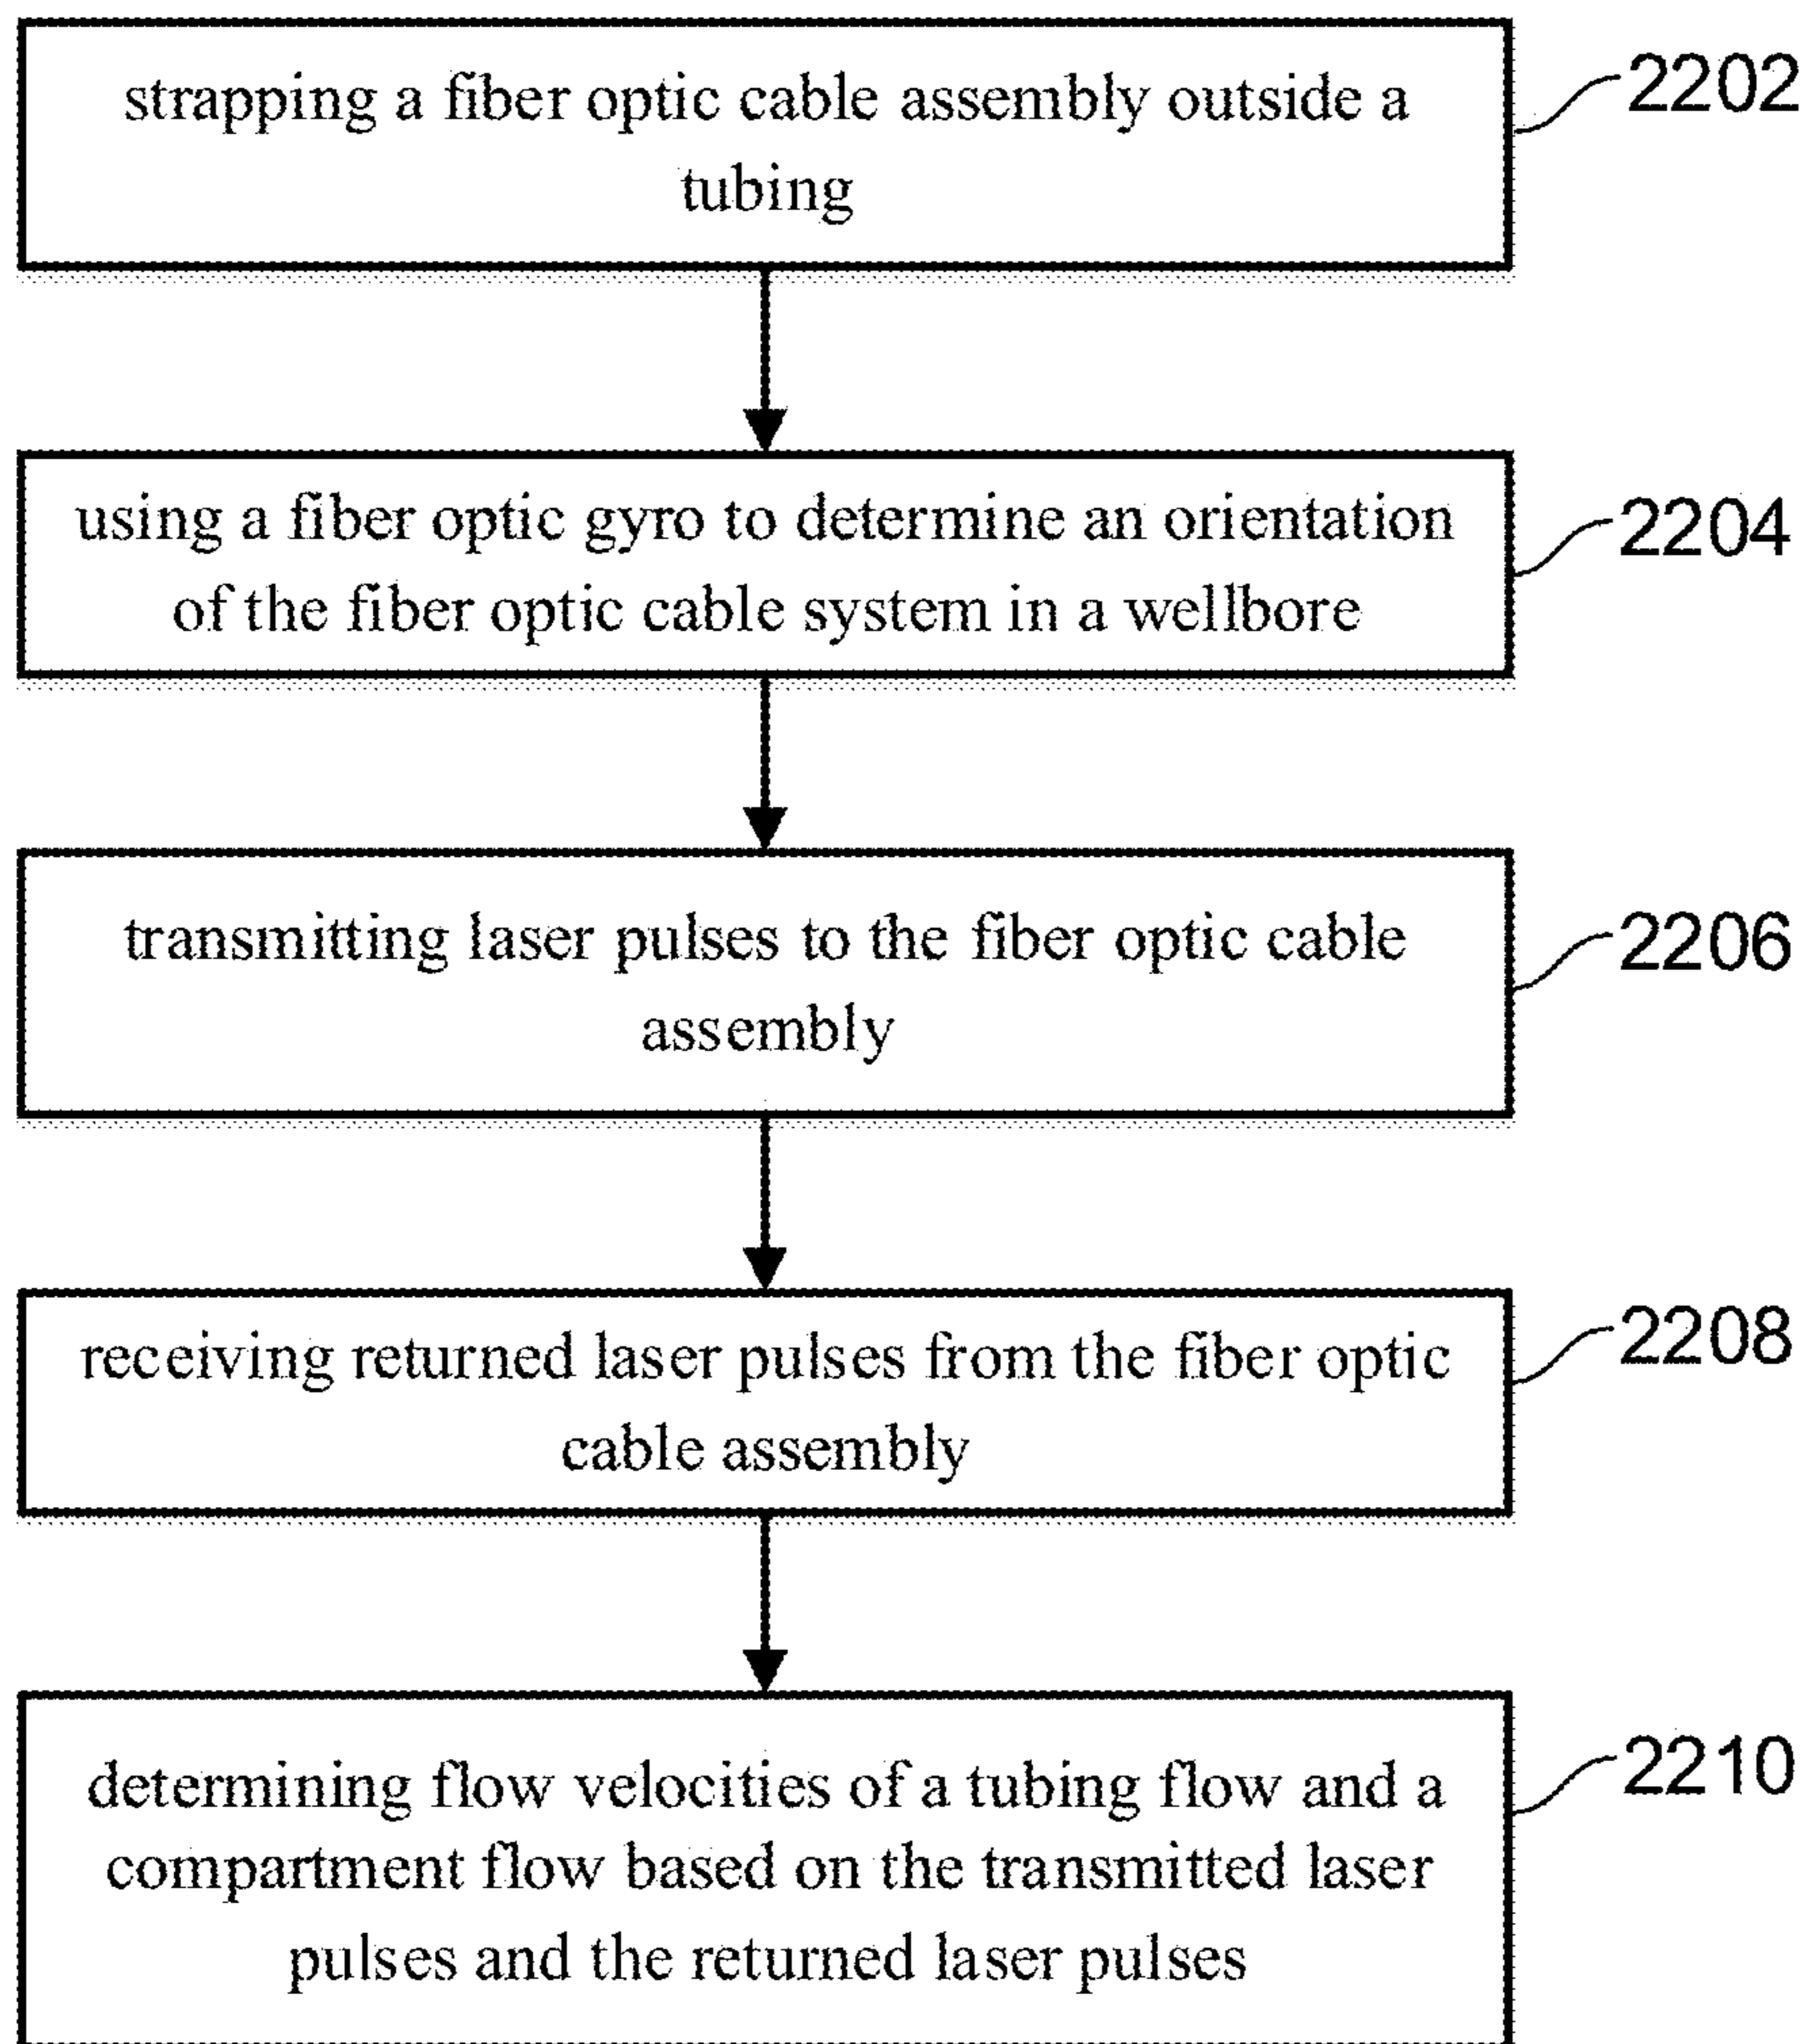 strapping a fiber optic cable assembly outside a
tubing
2202
using a fiber optic gyro to determine an orientation
of the fiber optic cable system in a wellbore
2204
transmitting laser pulses to the fiber optic cable
assembly
2206
receiving returned laser pulses from the fiber optic
cable assembly
2208
determining flow velocities of a tubing flow and a
compartment flow based on the transmitted laser
pulses and the returned laser pulses
2210